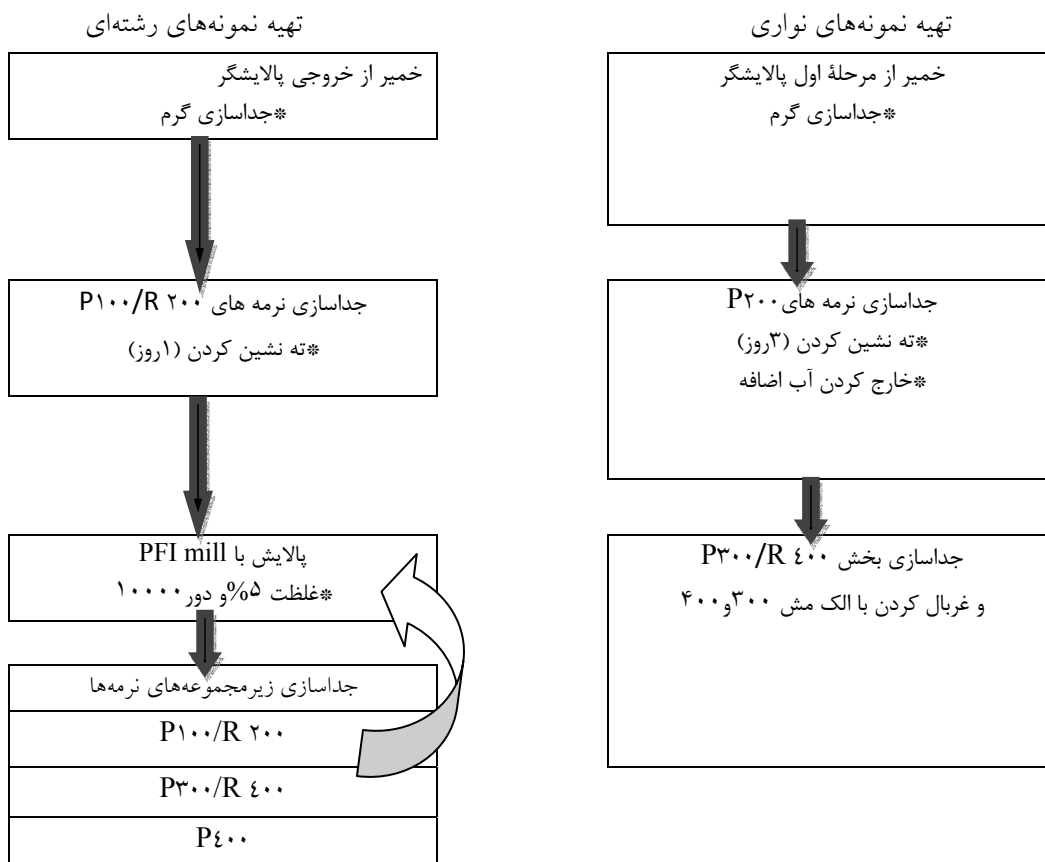 تهیه نمونه‌های نواری
خمیر از مرحلهٔ اول پالایشگر
*جداسازی گرم
جداسازی نرمه های P۲۰۰
*ته نشین کردن (۳روز)
*خارج کردن آب اضافه
جداسازی بخش P۳۰۰/R ٤۰۰
و غربال کردن با الک مش ۳۰۰و۴۰۰
تهیه نمونه‌های رشته‌ای
خمیر از خروجی پالایشگر
*جداسازی گرم
جداسازی نرمه های P۱۰۰/R ۲۰۰
*ته نشین کردن (۱روز)
پالایش با PFI mill
*غلظت ۵%و دور۱۰۰۰۰
جداسازی زیرمجموعه‌های نرمه‌ها
P۱۰۰/R ۲۰۰
P۳۰۰/R ٤۰۰
P٤۰۰